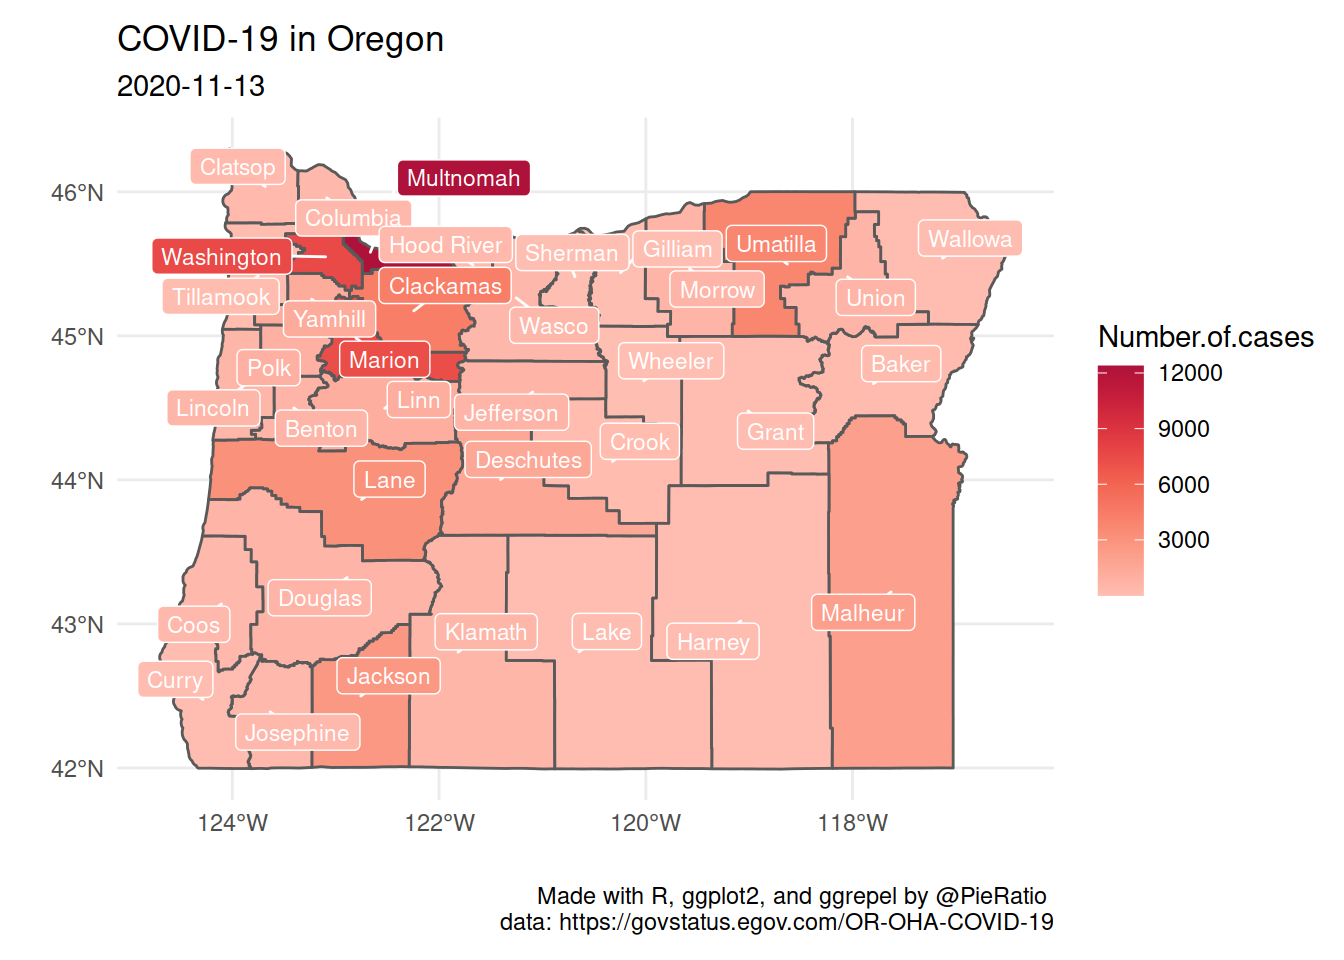 COVID-19 in Oregon
2020-11-13
46°N
45°N
44°N
43°N
42°N
124°W
122°W
120°W
118°W
Clatsop
Multnomah
Columbia
Washington
Hood River
Sherman
Gilliam
Umatilla
Wallowa
Tillamook
Clackamas
Morrow
Union
Yamhill
Wasco
Polk
Marion
Wheeler
Baker
Lincoln
Linn
Jefferson
Benton
Crook
Grant
Lane
Deschutes
Douglas
Coos
Klamath
Lake
Harney
Malheur
Curry
Jackson
Josephine
Number.of.cases
12000
9000
6000
3000
Made with R, ggplot2, and ggrepel by @PieRatio
data: https://govstatus.egov.com/OR-OHA-COVID-19